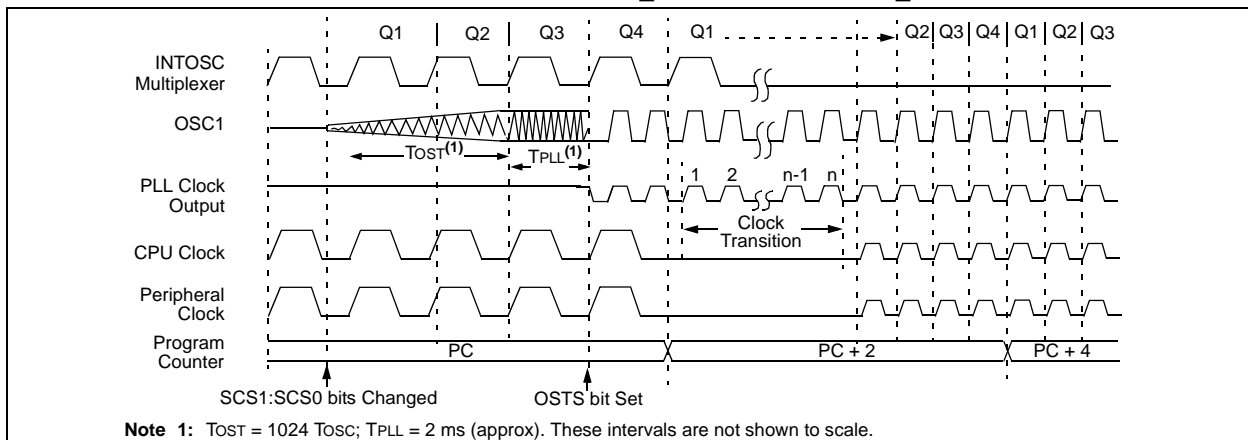 Q1 Q2 Q3 Q4 Q1 Q2 Q3 Q4 Q1 Q2 Q3
INTOSC
Multiplexer
OSC1
TOST(1) TPLL(1)
1 2 n-1 n
PLL Clock
Output
Clock
Transition
CPU Clock
Peripheral
Clock
Program
Counter
PC PC + 2 PC + 4
SCS1:SCS0 bits Changed OSTS bit Set
Note 1: TOST = 1024 TOSC; TPLL = 2 ms (approx). These intervals are not shown to scale.